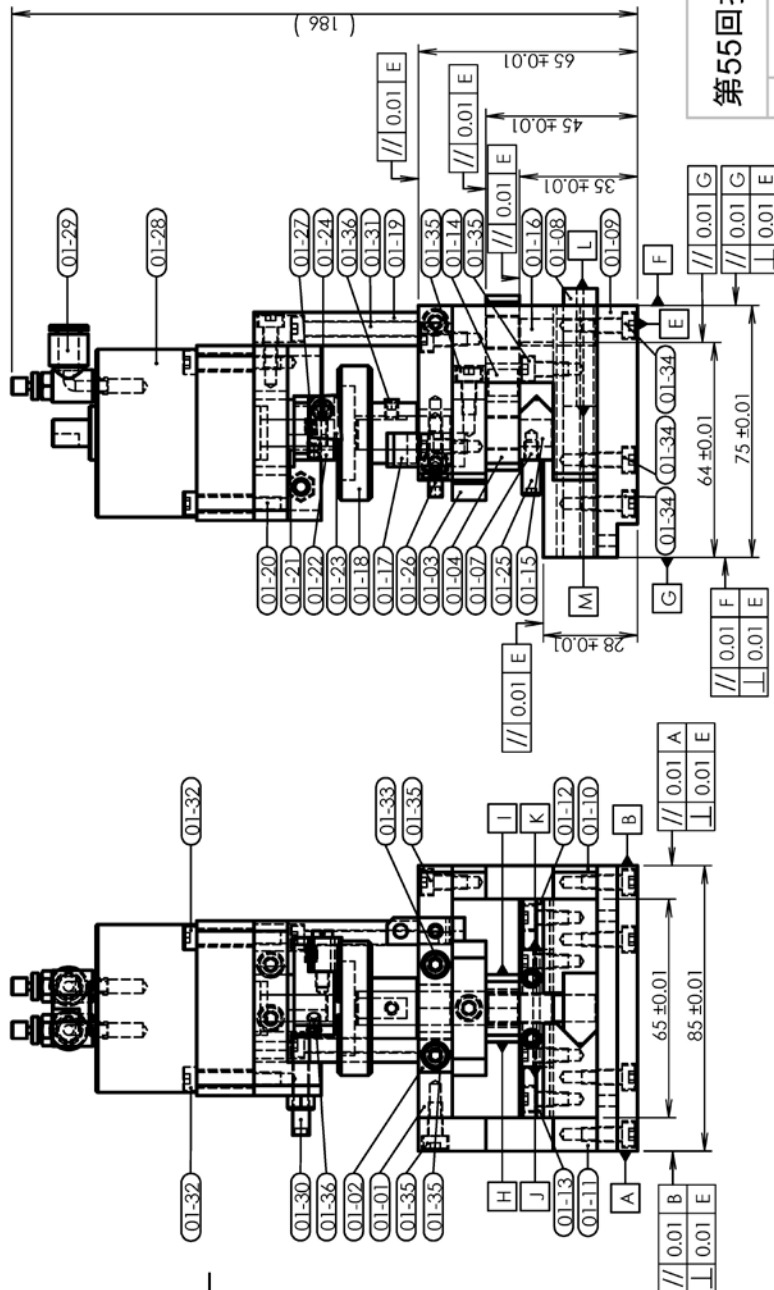 ( 186 )
65 ±0.01
45 ±0.01
35 ±0.01
// 0.01 E
// 0.01 E
// 0.01 E
第55回
01-29
01-28
01-27
01-24
01-36
01-31
01-19
01-35
01-14
01-35
01-16
01-08
L
01-09
F
E
01-34
01-34
01-34
01-20
01-21
01-22
01-23
01-18
01-17
01-26
01-03
01-04
01-07
01-25
01-15
M
G
64 ±0.01
75 ±0.01
28 ±0.01
// 0.01 G
// 0.01 G
⊥ 0.01 E
// 0.01 E
// 0.01 F
⊥ 0.01 E
01-32
01-33
01-35
I
K
01-12
01-10
B
// 0.01 A
⊥ 0.01 E
65 ±0.01
85 ±0.01
01-32
01-30
01-36
01-02
01-01
01-35
01-35
H
J
01-13
01-11
A
// 0.01 B
⊥ 0.01 E